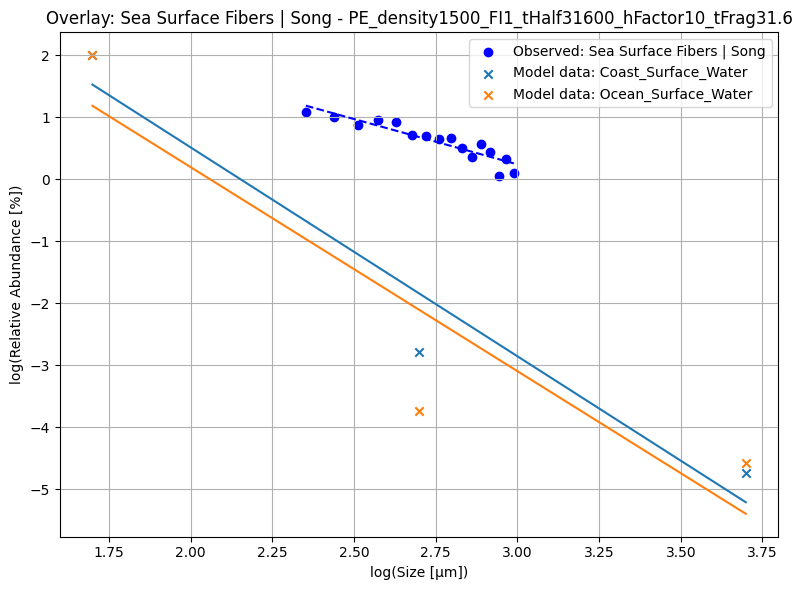 Overlay: Sea Surface Fibers | Song - PE_density1500_FI1_tHalf31600_hFactor10_tFrag31.6
Observed: Sea Surface Fibers | Song
Model data: Coast_Surface_Water
Model data: Ocean_Surface_Water
log(Relative Abundance [%])
2
1
0
−1
−2
−3
−4
−5
1.75 2.00 2.25 2.50 2.75 3.00 3.25 3.50 3.75
log(Size [μm])